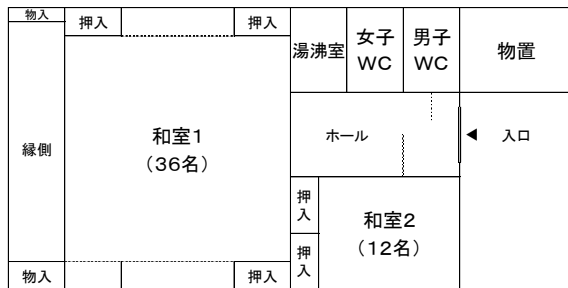 物入
押入
押入
湯沸室
女子
WC
男子
WC
物置
縁側
和室1
（36名）
ホール
◀ 入口
押
入
和室2
（12名）
押
入
物入
押入
押入